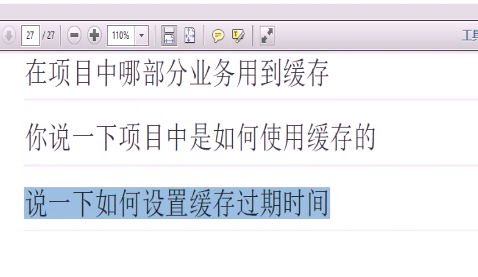 27 / 27 110% 工具
在项目中哪部分业务用到缓存
你说一下项目中是如何使用缓存的
说一下如何设置缓存过期时间